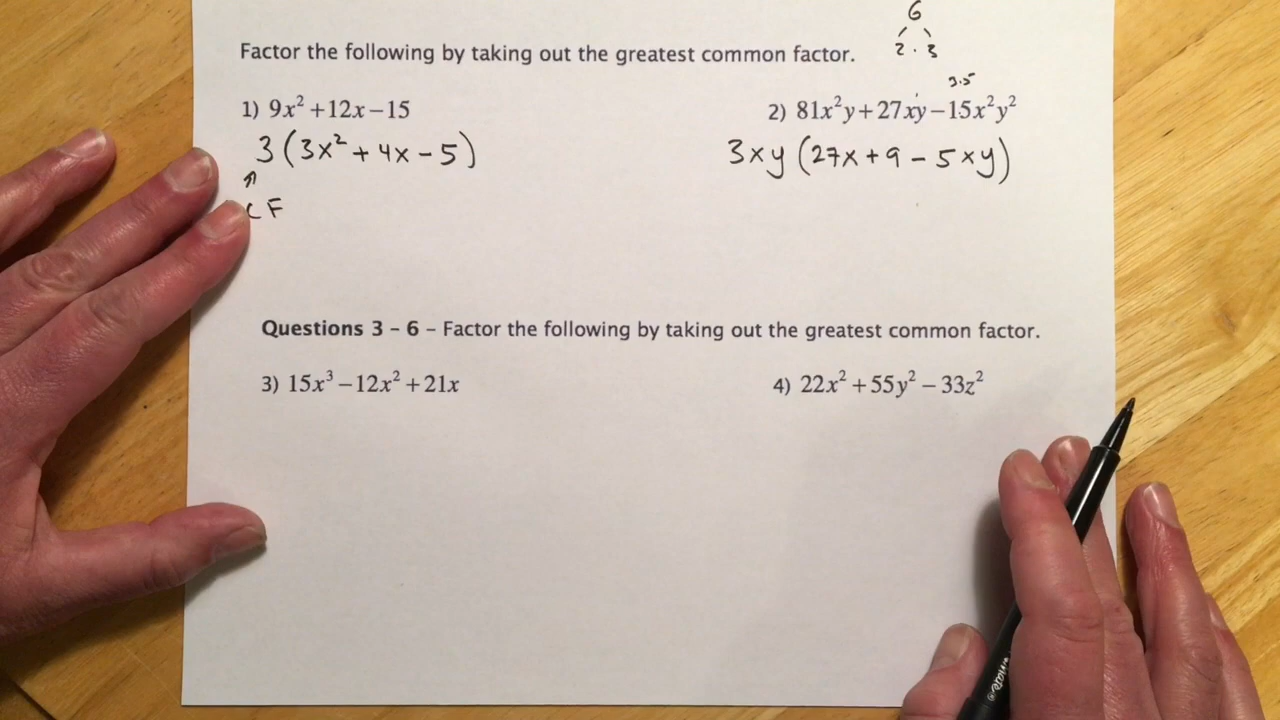 6
2 · 3
Factor the following by taking out the greatest common factor.
3·5
1) 9x² + 12x − 15
2) 81x²y + 27xy − 15x²y²
3 (3x² + 4x − 5)
3xy (27x + 9 − 5xy)
CF
Questions 3 – 6 – Factor the following by taking out the greatest common factor.
3) 15x³ − 12x² + 21x
4) 22x² + 55y² − 33z²